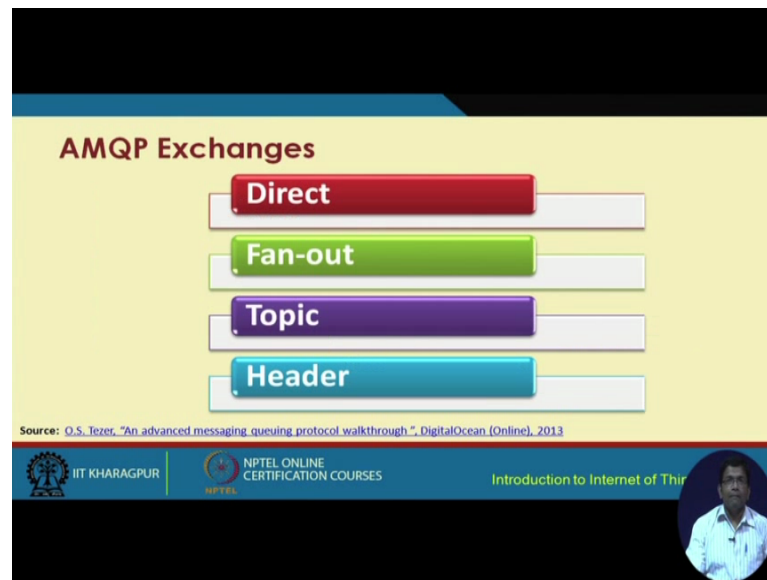 AMQP Exchanges
Direct
Fan-out
Topic
Header
Source: O.S. Tezer, "An advanced messaging queuing protocol walkthrough ", DigitalOcean (Online), 2013
IIT KHARAGPUR
NPTEL
NPTEL ONLINE
CERTIFICATION COURSES
Introduction to Internet of Thin